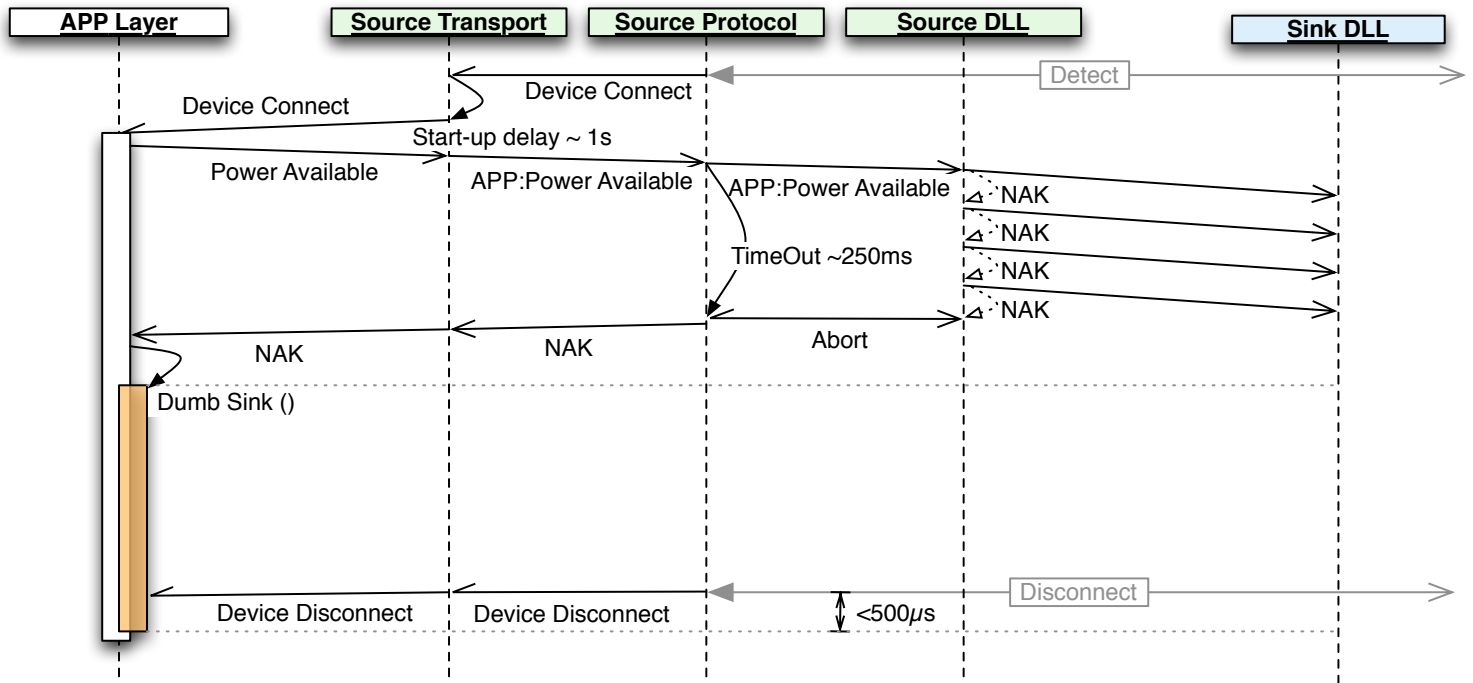 APP Layer
Source Transport
Source Protocol
Source DLL
Sink DLL
Detect
Device Connect
Device Connect
Start-up delay ~ 1s
Power Available
APP:Power Available
APP:Power Available
NAK
NAK
TimeOut ~250ms
NAK
NAK
Abort
NAK
NAK
Dumb Sink ()
Disconnect
Device Disconnect
Device Disconnect
<500µs